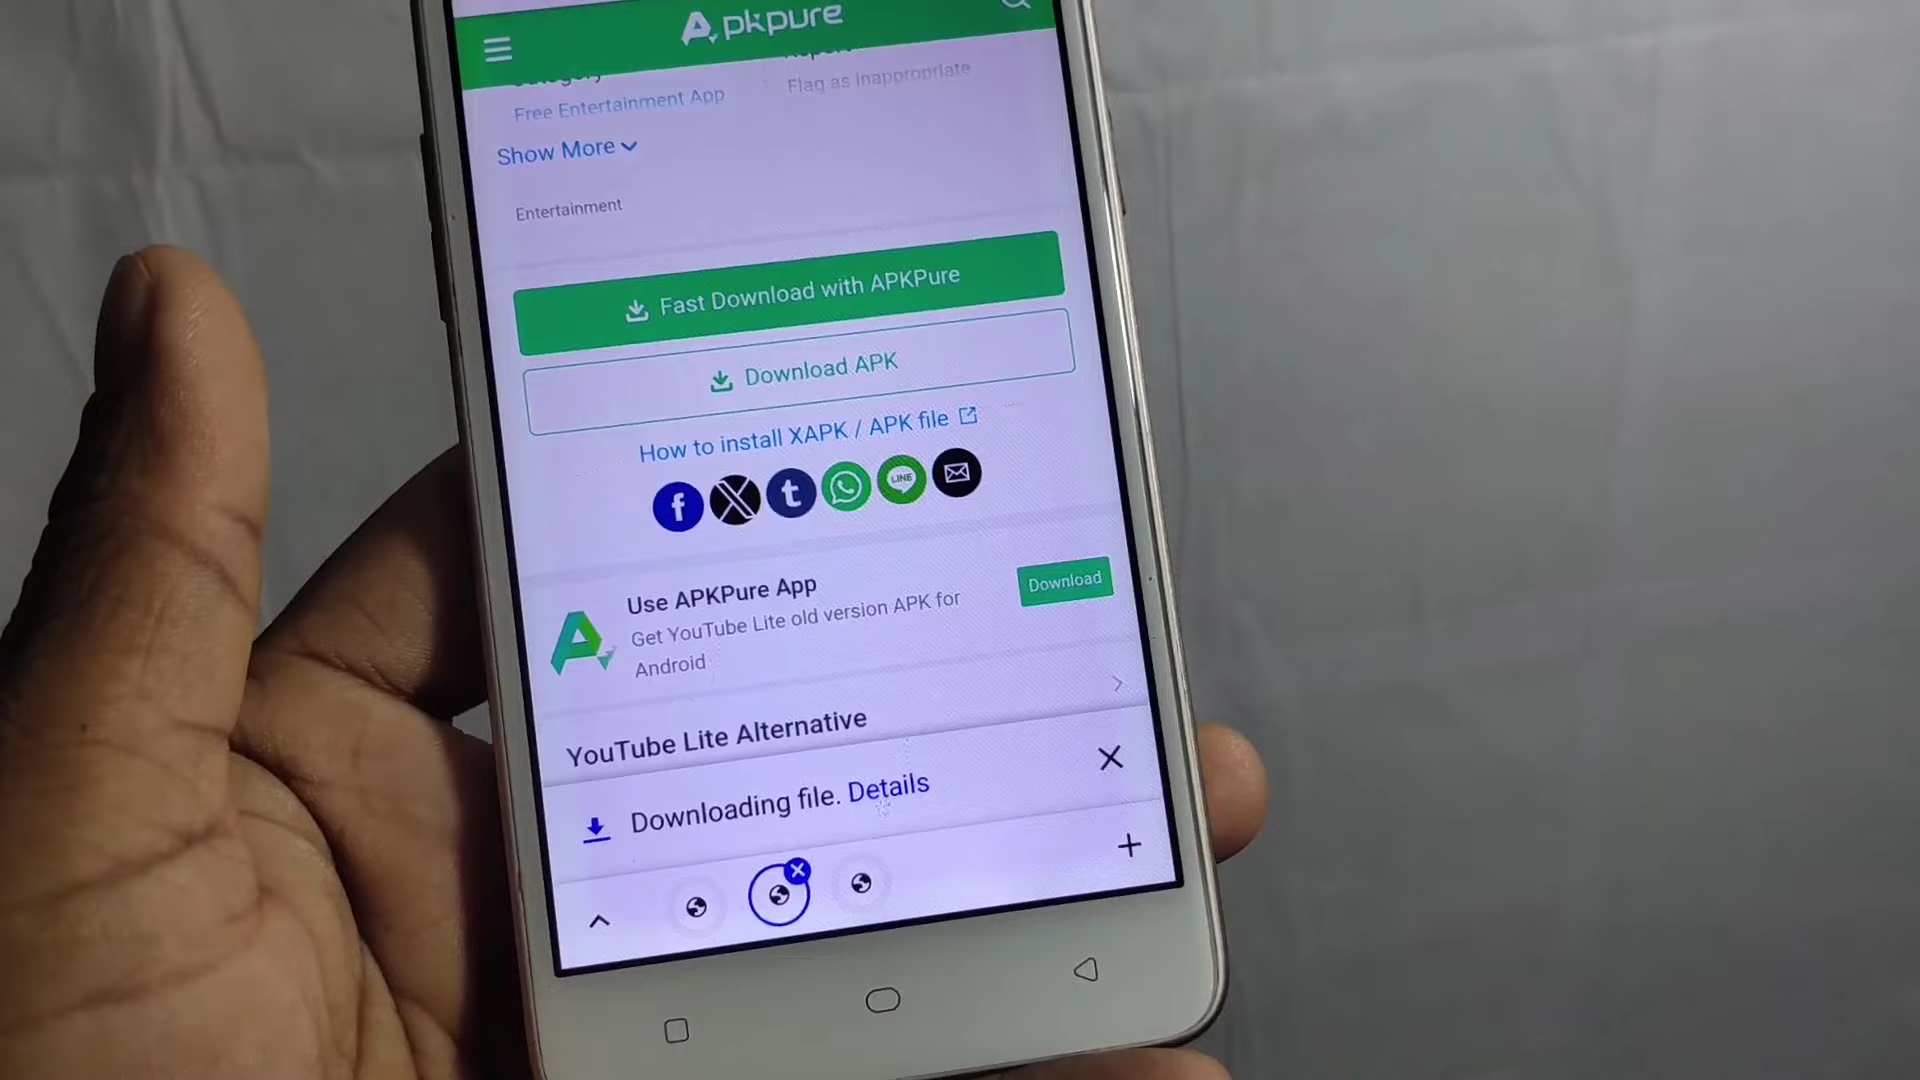 Apkpure
Category
Flag as inappropriate
Free Entertainment App
Show More
Entertainment
Fast Download with APKPure
Download APK
How to install XAPK / APK file
f
t
LINE
Use APKPure App
Get YouTube Lite old version APK for
Android
Download
YouTube Lite Alternative
Downloading file. Details